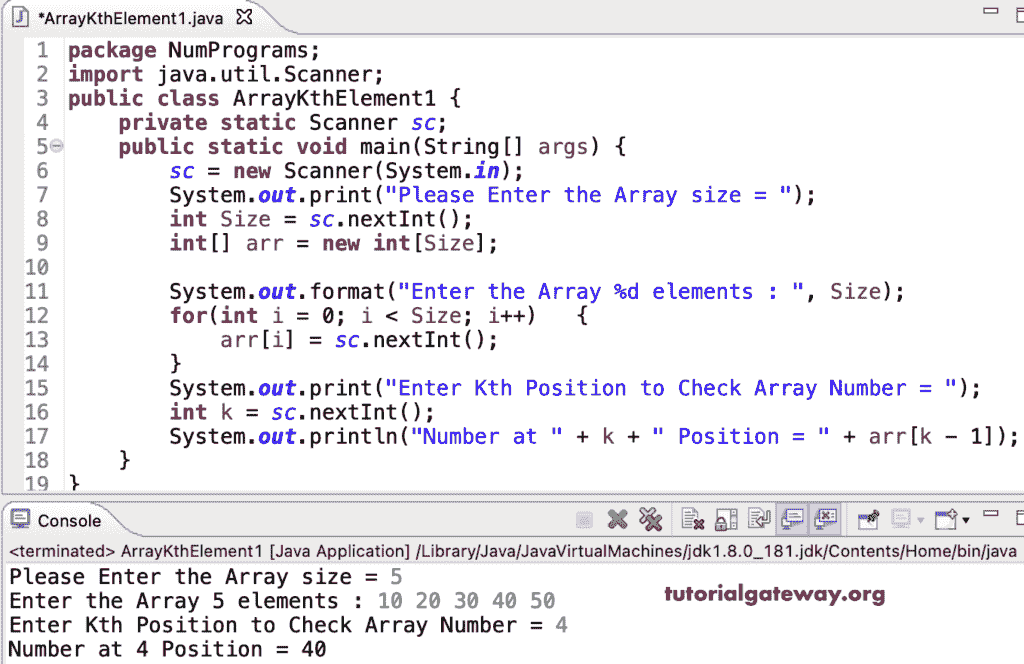 *ArrayKthElement1.java
1 package NumPrograms;
2 import java.util.Scanner;
3 public class ArrayKthElement1 {
4     private static Scanner sc;
5     public static void main(String[] args) {
6         sc = new Scanner(System.in);
7         System.out.print("Please Enter the Array size = ");
8         int Size = sc.nextInt();
9         int[] arr = new int[Size];
10
11         System.out.format("Enter the Array %d elements : ", Size);
12         for(int i = 0; i < Size; i++)   {
13             arr[i] = sc.nextInt();
14         }
15         System.out.print("Enter Kth Position to Check Array Number = ");
16         int k = sc.nextInt();
17         System.out.println("Number at " + k + " Position = " + arr[k - 1]);
18     }
19 }
Console
<terminated> ArrayKthElement1 [Java Application] /Library/Java/JavaVirtualMachines/jdk1.8.0_181.jdk/Contents/Home/bin/java
Please Enter the Array size = 5
Enter the Array 5 elements : 10 20 30 40 50
Enter Kth Position to Check Array Number = 4
Number at 4 Position = 40
tutorialgateway.org